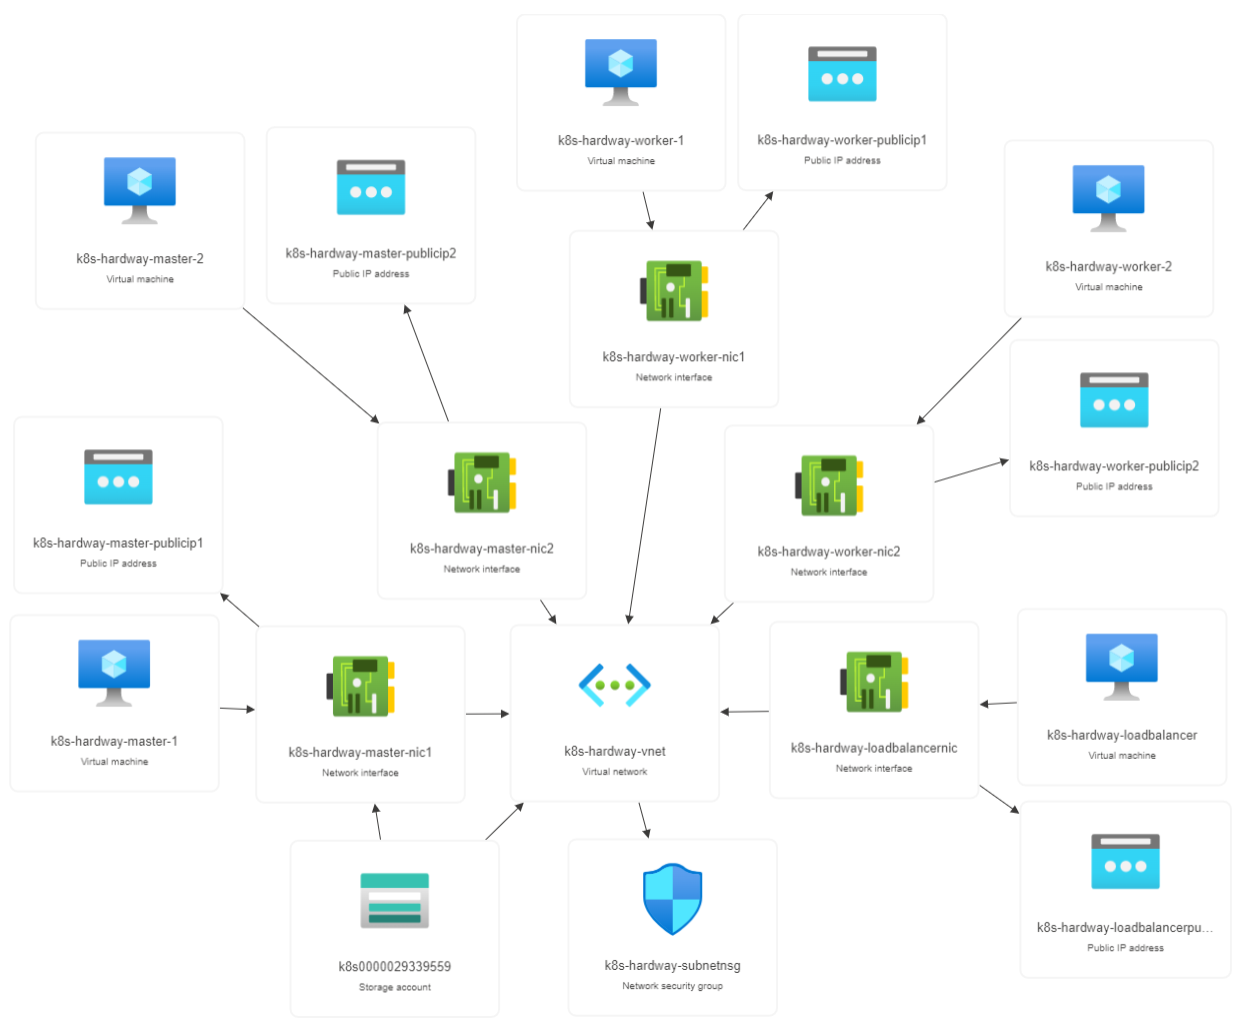 k8s-hardway-worker-1
Virtual machine
k8s-hardway-worker-publicip1
Public IP address
k8s-hardway-master-2
Virtual machine
k8s-hardway-master-publicip2
Public IP address
k8s-hardway-worker-2
Virtual machine
k8s-hardway-worker-nic1
Network interface
k8s-hardway-worker-publicip2
Public IP address
k8s-hardway-master-publicip1
Public IP address
k8s-hardway-master-nic2
Network interface
k8s-hardway-worker-nic2
Network interface
k8s-hardway-master-1
Virtual machine
k8s-hardway-master-nic1
Network interface
k8s-hardway-vnet
Virtual network
k8s-hardway-loadbalancernic
Network interface
k8s-hardway-loadbalancer
Virtual machine
k8s0000029339559
Storage account
k8s-hardway-subnetnsg
Network security group
k8s-hardway-loadbalancerpu...
Public IP address